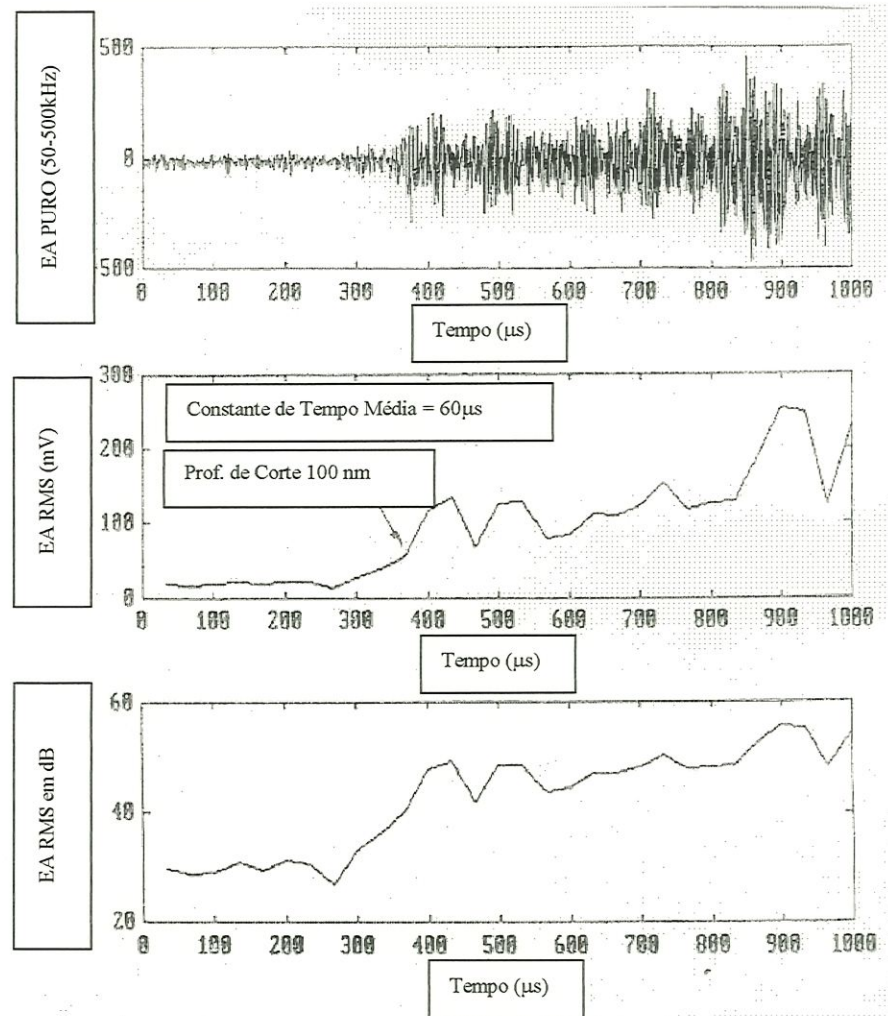 EA PURO (50-500kHz)
500
0
500
0 100 200 300 400 500 600 700 800 900 1000
Tempo (μs)
EA RMS (mV)
300
200
100
0
Constante de Tempo Média = 60μs
Prof. de Corte 100 nm
0 100 200 300 400 500 600 700 800 900 1000
Tempo (μs)
EA RMS em dB
60
40
20
0 100 200 300 400 500 600 700 800 900 1000
Tempo (μs)